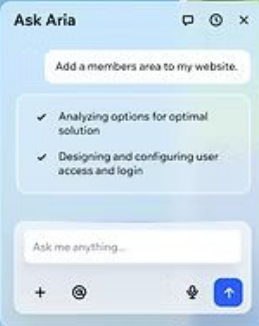 Ask Aria
Add a members area to my website.
Analyzing options for optimal
solution
Designing and configuring user
access and login
Ask me anything...